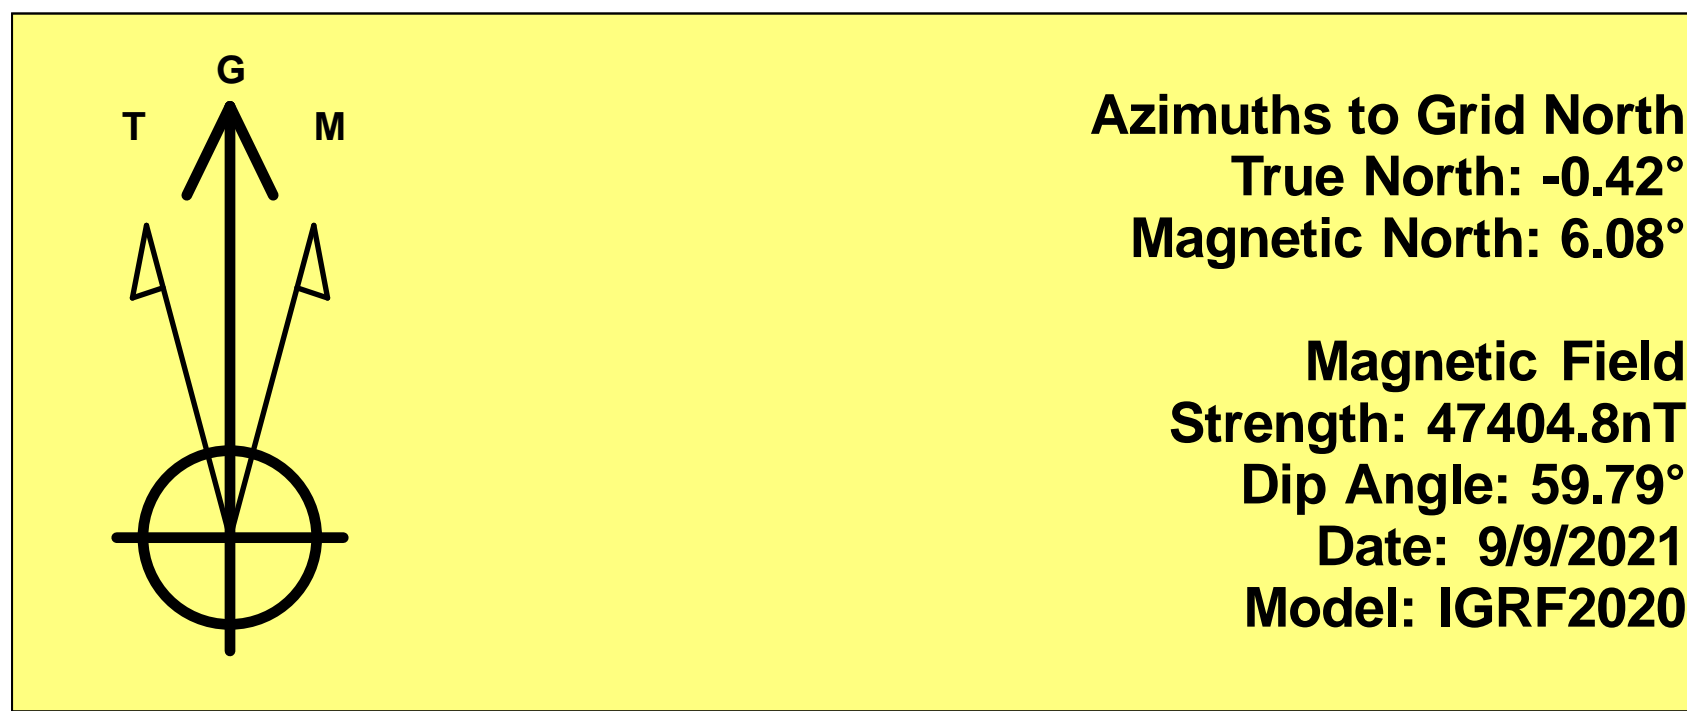 G
T M
Azimuths to Grid North
True North: -0.42°
Magnetic North: 6.08°
Magnetic Field
Strength: 47404.8nT
Dip Angle: 59.79°
Date: 9/9/2021
Model: IGRF2020